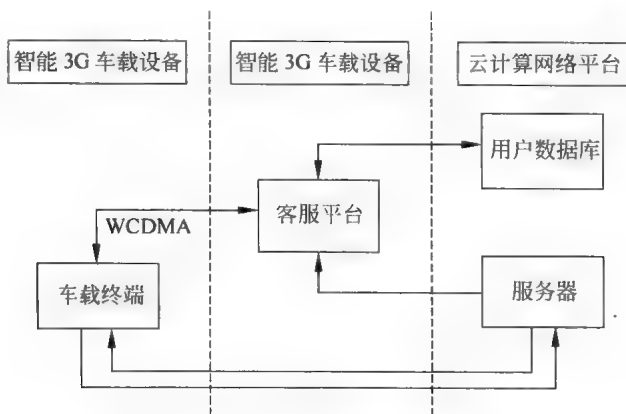 智能 3G 车载设备
智能 3G 车载设备
云计算网络平台
用户数据库
客服平台
WCDMA
车载终端
服务器